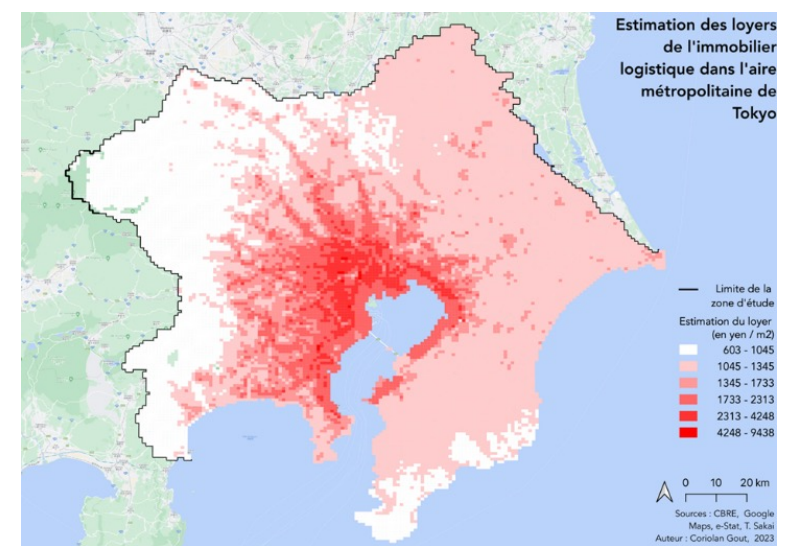 Estimation des loyers
de l'immobilier
logistique dans l'aire
métropolitaine de
Tokyo
Limite de la
zone d'étude
Estimation du loyer
(en yen / m2)
603 - 1045
1045 - 1345
1345 - 1733
1733 - 2313
2313 - 4248
4248 - 9438
0 10 20 km
Sources : CBRE, Google
Maps, e-Stat, T. Sakai
Auteur : Coriolan Gout, 2023